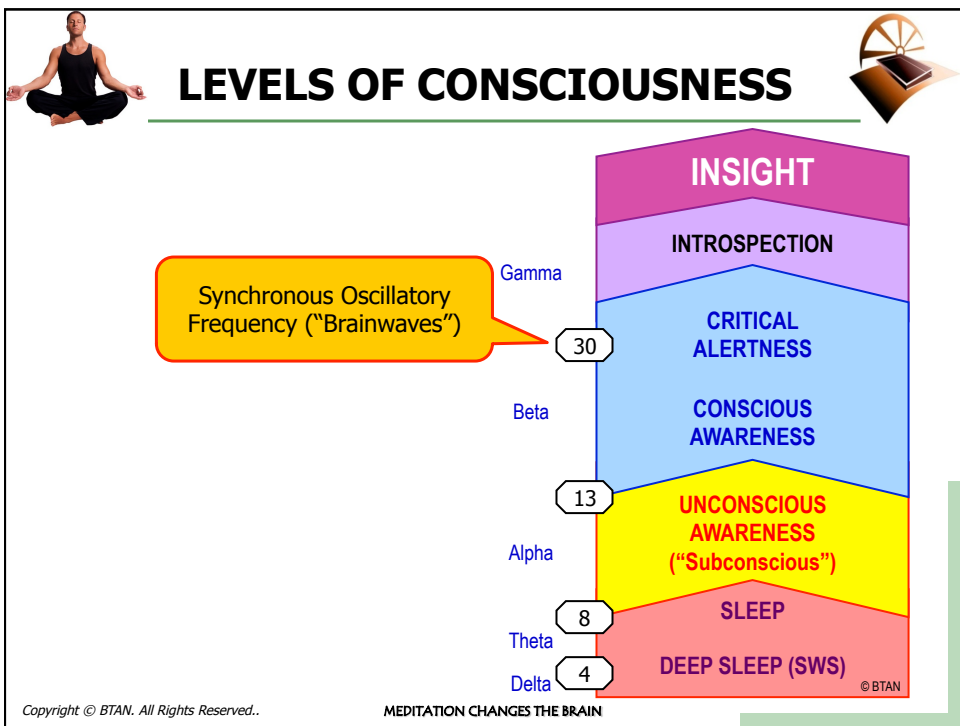 LEVELS OF CONSCIOUSNESS
INSIGHT
INTROSPECTION
Gamma
Synchronous Oscillatory
Frequency (“Brainwaves”)
30
CRITICAL
ALERTNESS
Beta
CONSCIOUS
AWARENESS
13
UNCONSCIOUS
AWARENESS
(“Subconscious”)
Alpha
8
SLEEP
Theta
4
DEEP SLEEP (SWS)
Delta
© BTAN
Copyright © BTAN. All Rights Reserved..
MEDITATION CHANGES THE BRAIN